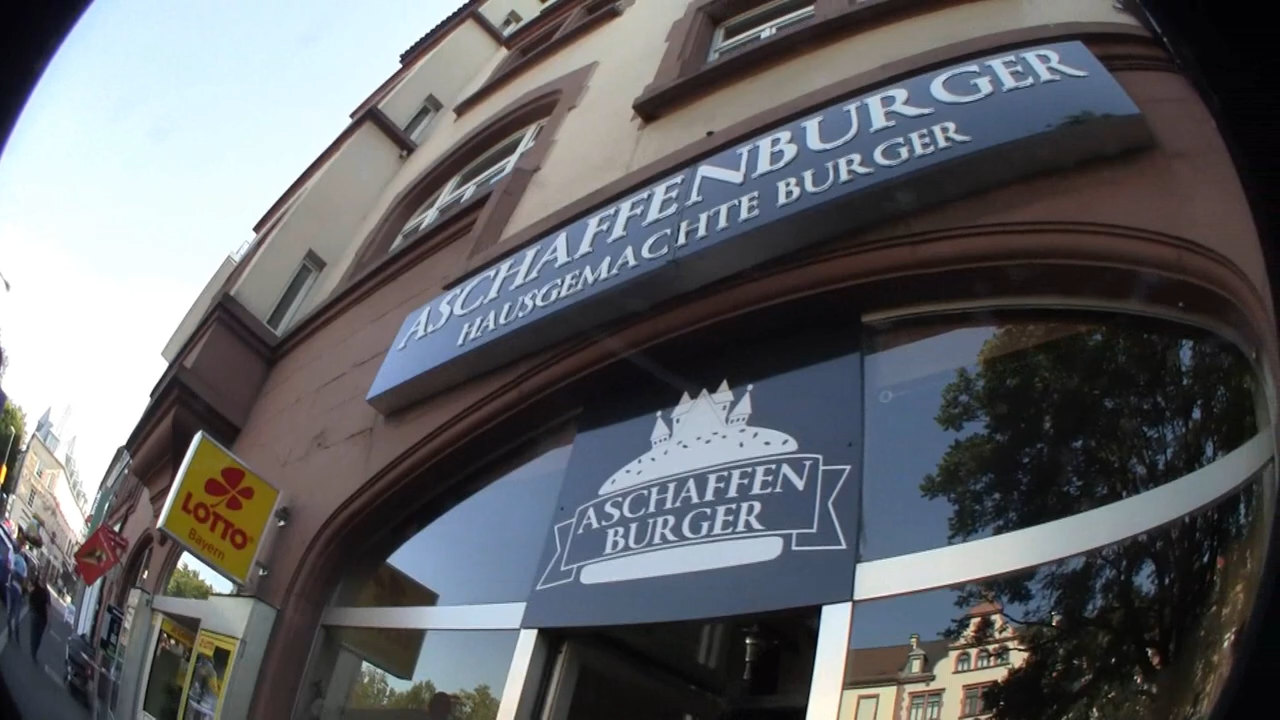 ASCHAFFENBURGER
HAUSGEMACHTE BURGER
ASCHAFFEN
BURGER
LOTTO
Bayern